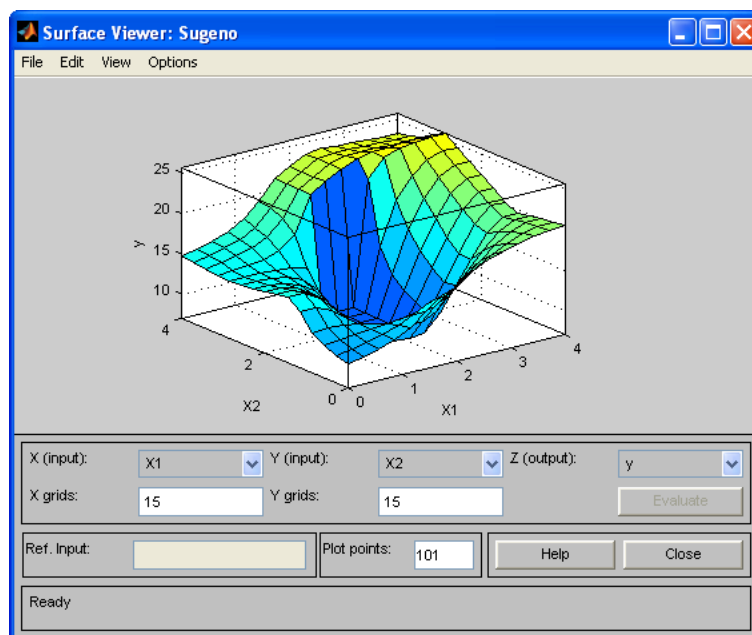 Surface Viewer: Sugeno
File Edit View Options
25
20
15
10
y
4
2
0
X2
0
1
2
3
4
X1
X (input): X1 Y (input): X2 Z (output): y
X grids: 15 Y grids: 15 Evaluate
Ref. Input: Plot points: 101 Help Close
Ready